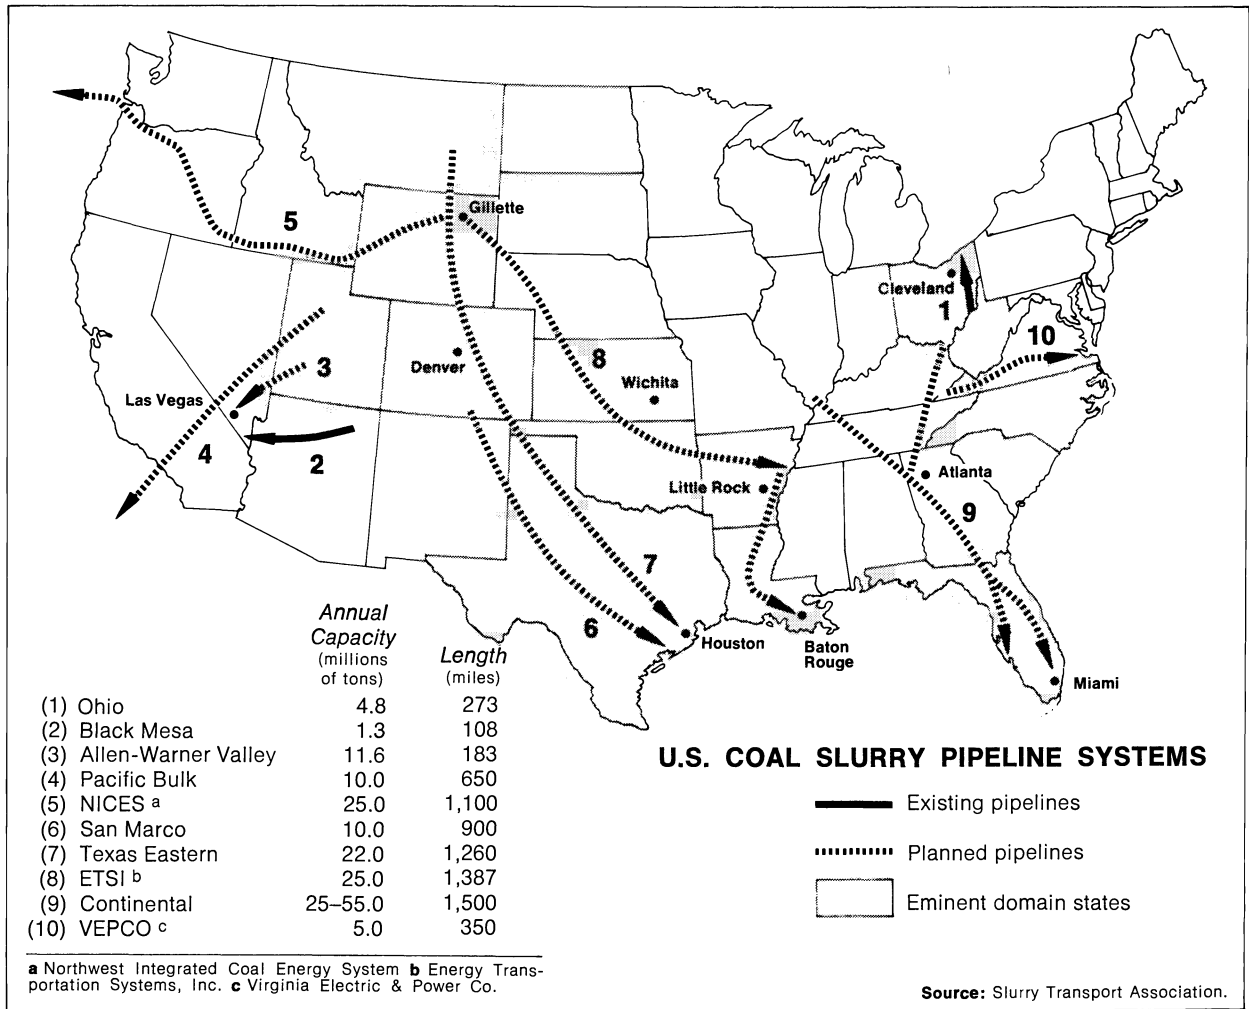 Gillette
5
Cleveland
1
10
3
Denver
8
Wichita
Las Vegas
4
2
Little Rock
Atlanta
9
7
6
Houston
Baton
Rouge
Miami
Annual
Capacity
(millions
of tons)
Length
(miles)
(1) Ohio 4.8 273
(2) Black Mesa 1.3 108
(3) Allen-Warner Valley 11.6 183
(4) Pacific Bulk 10.0 650
(5) NICES a 25.0 1,100
(6) San Marco 10.0 900
(7) Texas Eastern 22.0 1,260
(8) ETSI b 25.0 1,387
(9) Continental 25–55.0 1,500
(10) VEPCO c 5.0 350
a Northwest Integrated Coal Energy System b Energy Trans-
portation Systems, Inc. c Virginia Electric & Power Co.
U.S. COAL SLURRY PIPELINE SYSTEMS
Existing pipelines
Planned pipelines
Eminent domain states
Source: Slurry Transport Association.